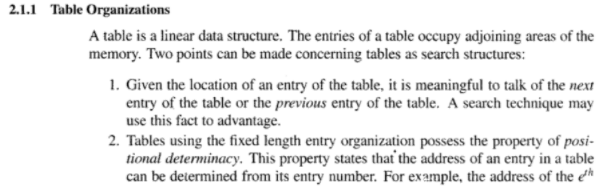 2.1.1 Table Organizations
A table is a linear data structure. The entries of a table occupy adjoining areas of the
memory. Two points can be made concerning tables as search structures:
1. Given the location of an entry of the table, it is meaningful to talk of the next
entry of the table or the previous entry of the table. A search technique may
use this fact to advantage.
2. Tables using the fixed length entry organization possess the property of posi-
tional determinacy. This property states that the address of an entry in a table
can be determined from its entry number. For example, the address of the eth